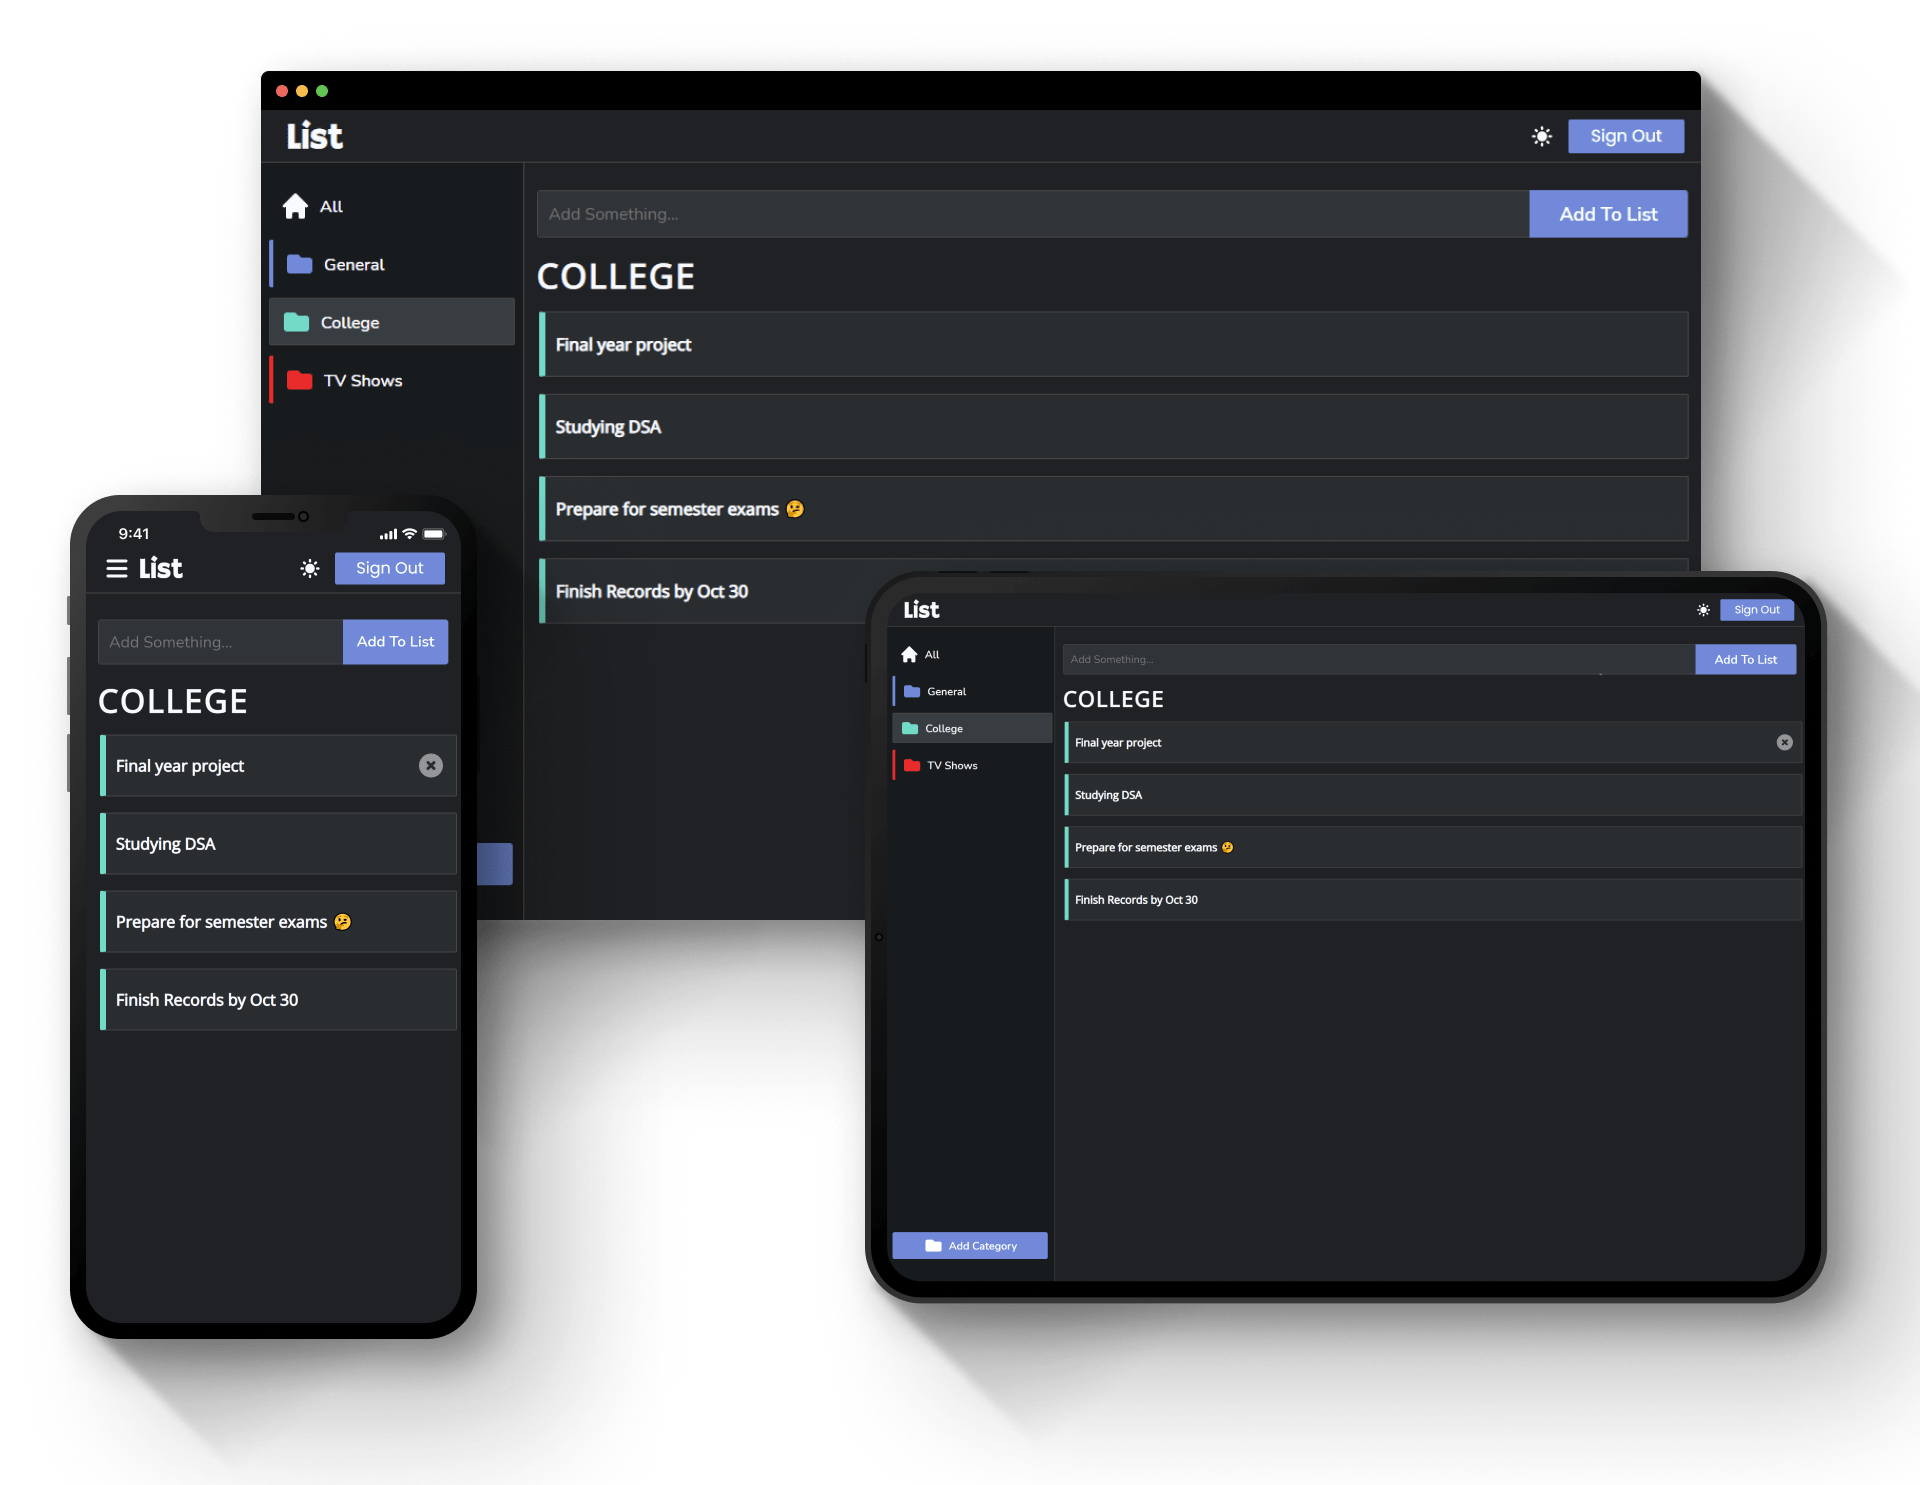 List
Sign Out
All
General
College
TV Shows
Add Something...
Add To List
COLLEGE
Final year project
Studying DSA
Prepare for semester exams 🤔
Finish Records by Oct 30
9:41
List
Sign Out
Add Something...
Add To List
COLLEGE
Final year project
Studying DSA
Prepare for semester exams 🤔
Finish Records by Oct 30
List
Sign Out
All
General
College
TV Shows
Add Category
Add Something...
Add To List
COLLEGE
Final year project
Studying DSA
Prepare for semester exams 🤔
Finish Records by Oct 30